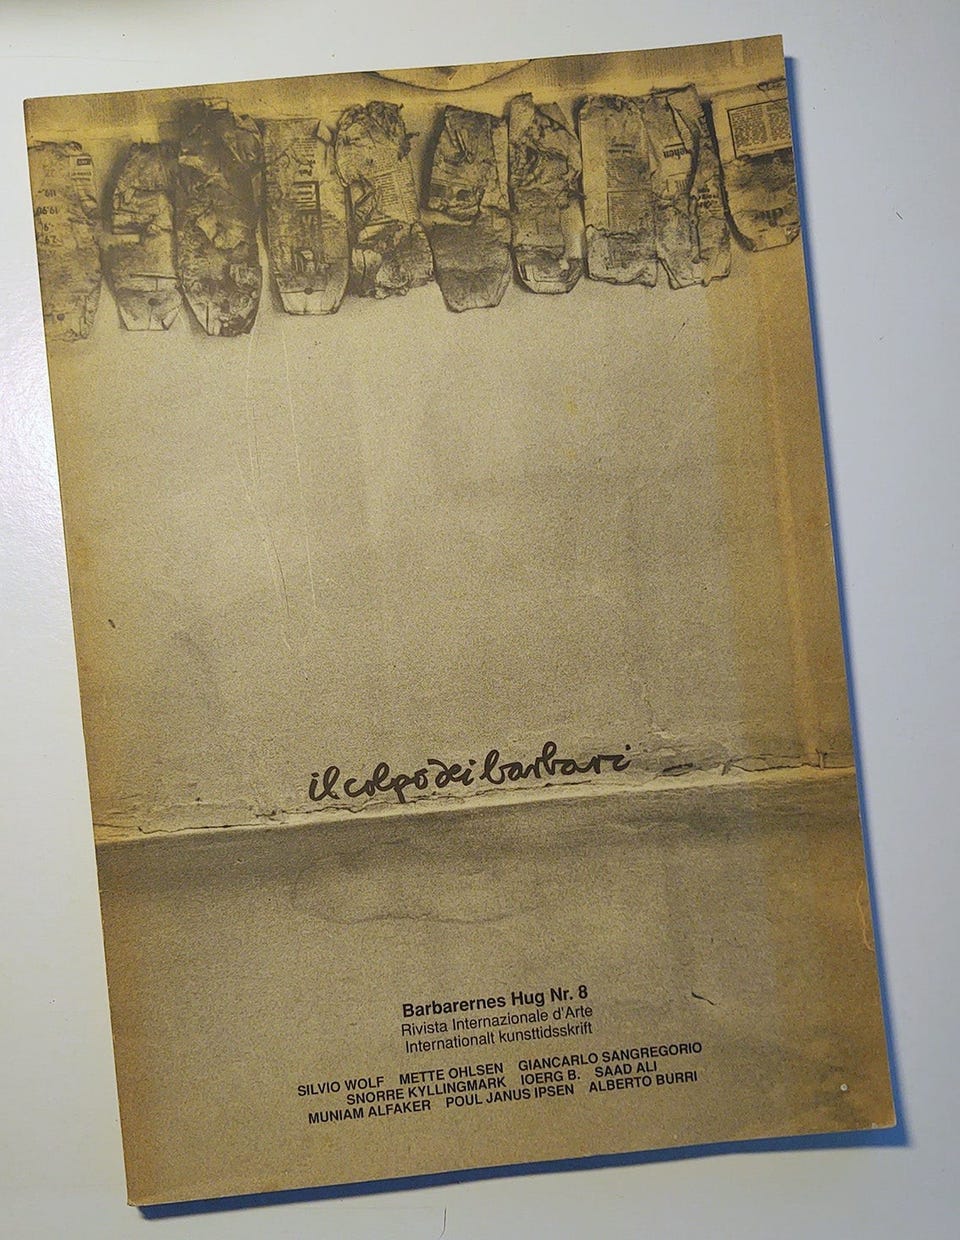 il colpo dei barbari
Barbarernes Hug Nr. 8
Rivista Internazionale d'Arte
Internationalt kunsttidsskrift
SILVIO WOLF METTE OHLSEN GIANCARLO SANGREGORIO
SNORRE KYLLINGMARK IOERG B. SAAD ALI
MUNIAM ALFAKER POUL JANUS IPSEN ALBERTO BURRI